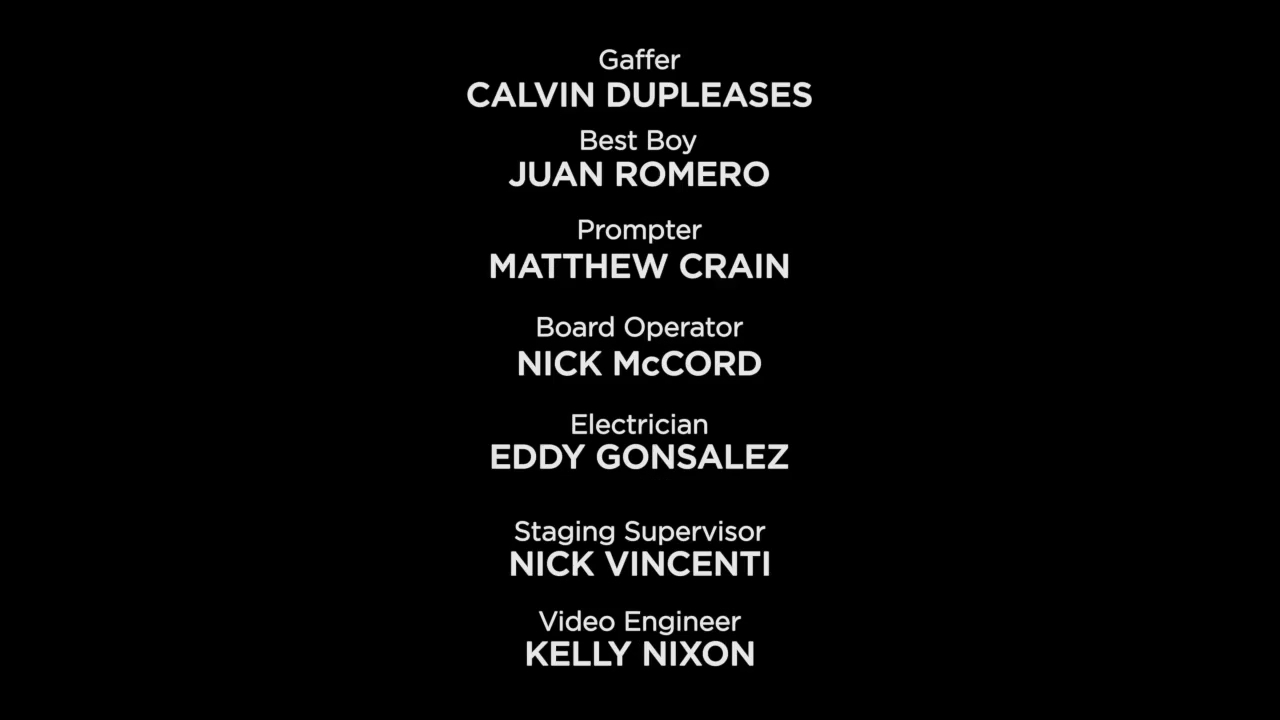 Gaffer
CALVIN DUPLEASES
Best Boy
JUAN ROMERO
Prompter
MATTHEW CRAIN
Board Operator
NICK McCORD
Electrician
EDDY GONSALEZ
Staging Supervisor
NICK VINCENTI
Video Engineer
KELLY NIXON